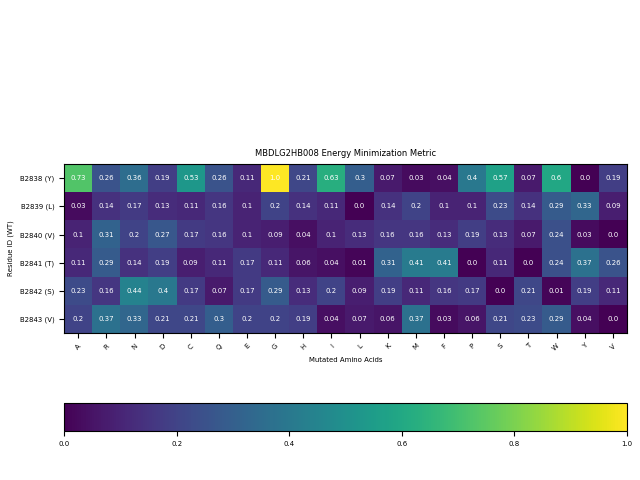 MBDLG2HB008 Energy Minimization Metric
Residue ID (WT)
B2838 (Y) 0.73 0.26 0.36 0.19 0.53 0.26 0.11 1.0 0.21 0.63 0.3 0.07 0.03 0.04 0.4 0.57 0.07 0.6 0.0 0.19
B2839 (L) 0.03 0.14 0.17 0.13 0.11 0.16 0.1 0.2 0.14 0.11 0.0 0.14 0.2 0.1 0.1 0.23 0.14 0.29 0.33 0.09
B2840 (V) 0.1 0.31 0.2 0.27 0.17 0.16 0.1 0.09 0.04 0.1 0.13 0.16 0.16 0.13 0.19 0.13 0.07 0.24 0.03 0.0
B2841 (T) 0.11 0.29 0.14 0.19 0.09 0.11 0.17 0.11 0.06 0.04 0.01 0.31 0.41 0.41 0.0 0.11 0.0 0.24 0.37 0.26
B2842 (S) 0.23 0.16 0.44 0.4 0.17 0.07 0.17 0.29 0.13 0.2 0.09 0.19 0.11 0.16 0.17 0.0 0.21 0.01 0.19 0.11
B2843 (V) 0.2 0.37 0.33 0.21 0.21 0.3 0.2 0.2 0.19 0.04 0.07 0.06 0.37 0.03 0.06 0.21 0.23 0.29 0.04 0.0
A R N D C Q E G H I L K M F P S T W Y V
Mutated Amino Acids
0.0 0.2 0.4 0.6 0.8 1.0